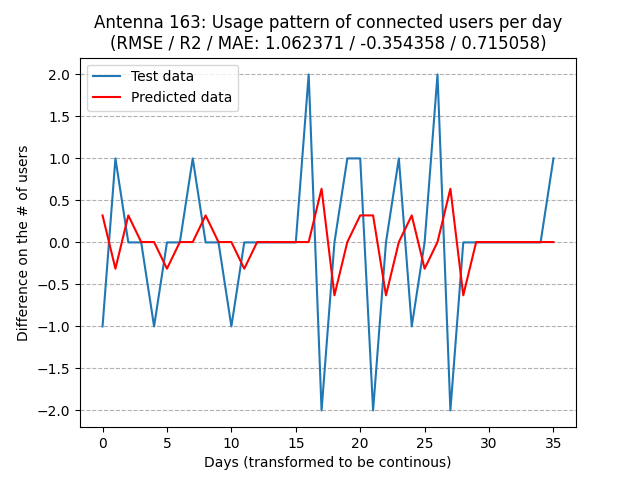 Antenna 163: Usage pattern of connected users per day
(RMSE / R2 / MAE: 1.062371 / -0.354358 / 0.715058)
Test data
Predicted data
2.0
1.5
1.0
0.5
0.0
−0.5
−1.0
−1.5
−2.0
Difference on the # of users
0 5 10 15 20 25 30 35
Days (transformed to be continous)